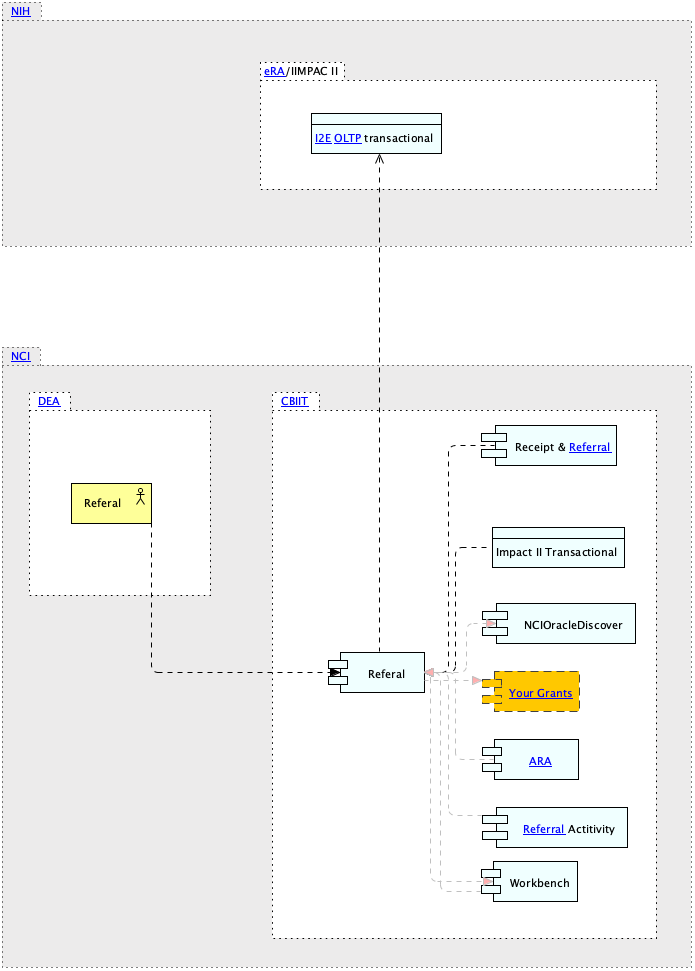 NIH
eRA/IIMPAC II
I2E OLTP transactional
NCI
DEA
CBIIT
Receipt & Referral
Referal
Impact II Transactional
NCIOracleDiscover
Referal
Your Grants
ARA
Referral Actitivity
Workbench